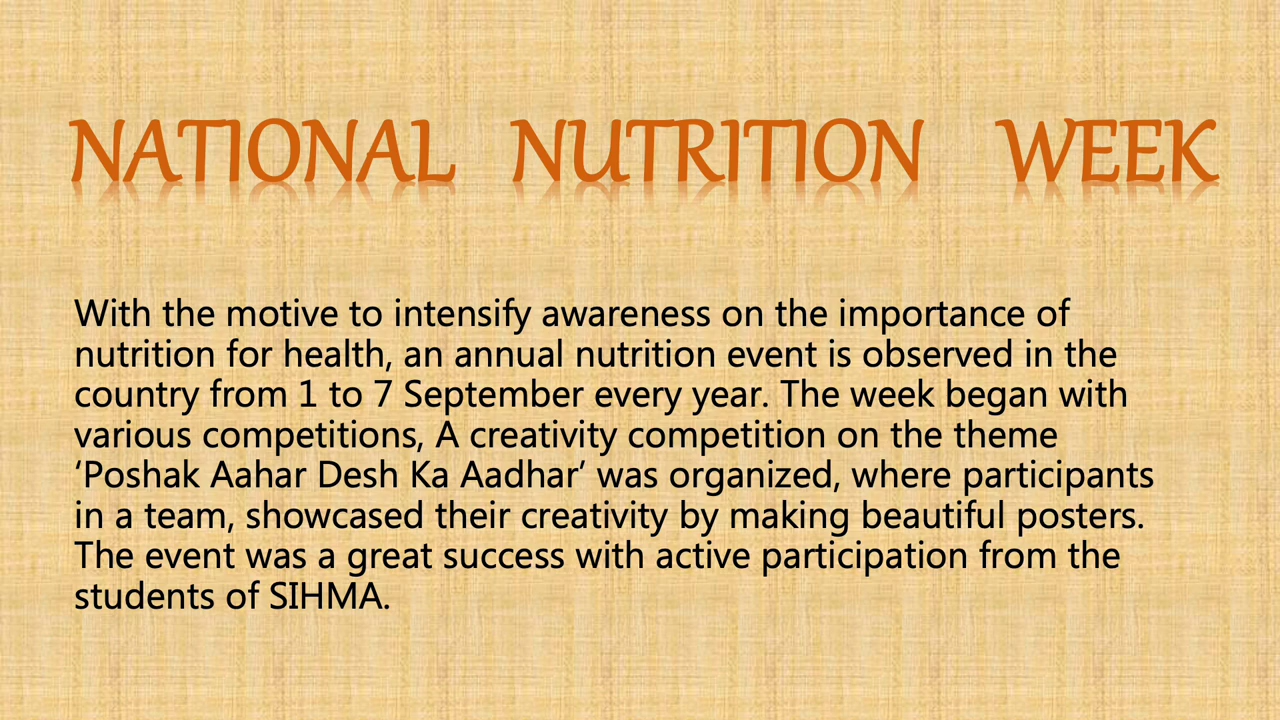 NATIONAL NUTRITION WEEK
With the motive to intensify awareness on the importance of
nutrition for health, an annual nutrition event is observed in the
country from 1 to 7 September every year. The week began with
various competitions, A creativity competition on the theme
‘Poshak Aahar Desh Ka Aadhar’ was organized, where participants
in a team, showcased their creativity by making beautiful posters.
The event was a great success with active participation from the
students of SIHMA.